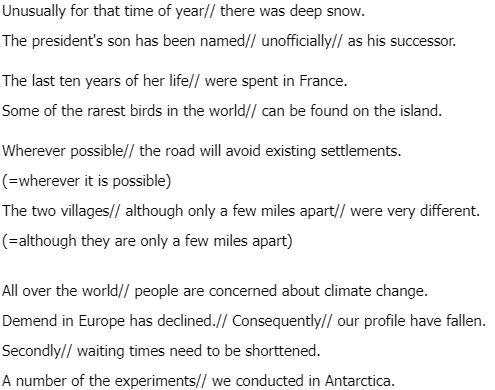 Unusually for that time of year// there was deep snow.
The president's son has been named// unofficially// as his successor.
The last ten years of her life// were spent in France.
Some of the rarest birds in the world// can be found on the island.
Wherever possible// the road will avoid existing settlements.
(=wherever it is possible)
The two villages// although only a few miles apart// were very different.
(=although they are only a few miles apart)
All over the world// people are concerned about climate change.
Demend in Europe has declined.// Consequently// our profile have fallen.
Secondly// waiting times need to be shorttened.
A number of the experiments// we conducted in Antarctica.